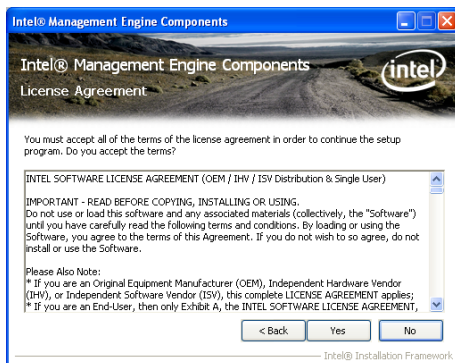 Intel® Management Engine Components
Intel® Management Engine Components
License Agreement
(intel)
You must accept all of the terms of the license agreement in order to continue the setup
program. Do you accept the terms?
INTEL SOFTWARE LICENSE AGREEMENT (OEM / IHV / ISV Distribution & Single User)
IMPORTANT - READ BEFORE COPYING, INSTALLING OR USING.
Do not use or load this software and any associated materials (collectively, the "Software")
until you have carefully read the following terms and conditions. By loading or using the
Software, you agree to the terms of this Agreement. If you do not wish to so agree, do not
install or use the Software.
Please Also Note:
* If you are an Original Equipment Manufacturer (OEM), Independent Hardware Vendor
(IHV), or Independent Software Vendor (ISV), this complete LICENSE AGREEMENT applies;
* If you are an End-User, then only Exhibit A, the INTEL SOFTWARE LICENSE AGREEMENT,
< Back Yes No
Intel® Installation Framework